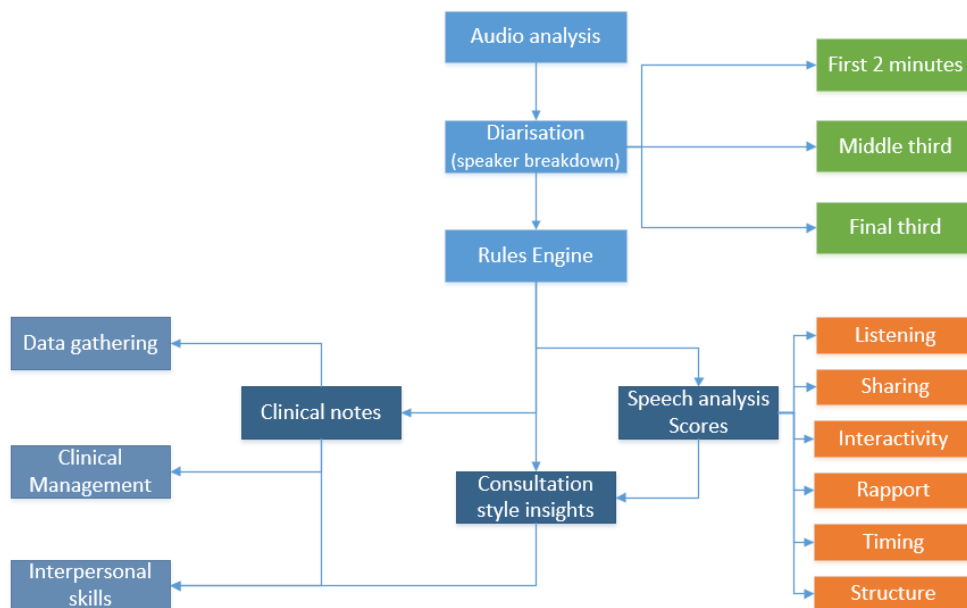 Audio analysis
First 2 minutes
Diarisation
(speaker breakdown)
Middle third
Final third
Rules Engine
Data gathering
Listening
Clinical notes
Speech analysis
Scores
Sharing
Interactivity
Clinical
Management
Consultation
style insights
Rapport
Timing
Interpersonal
skills
Structure